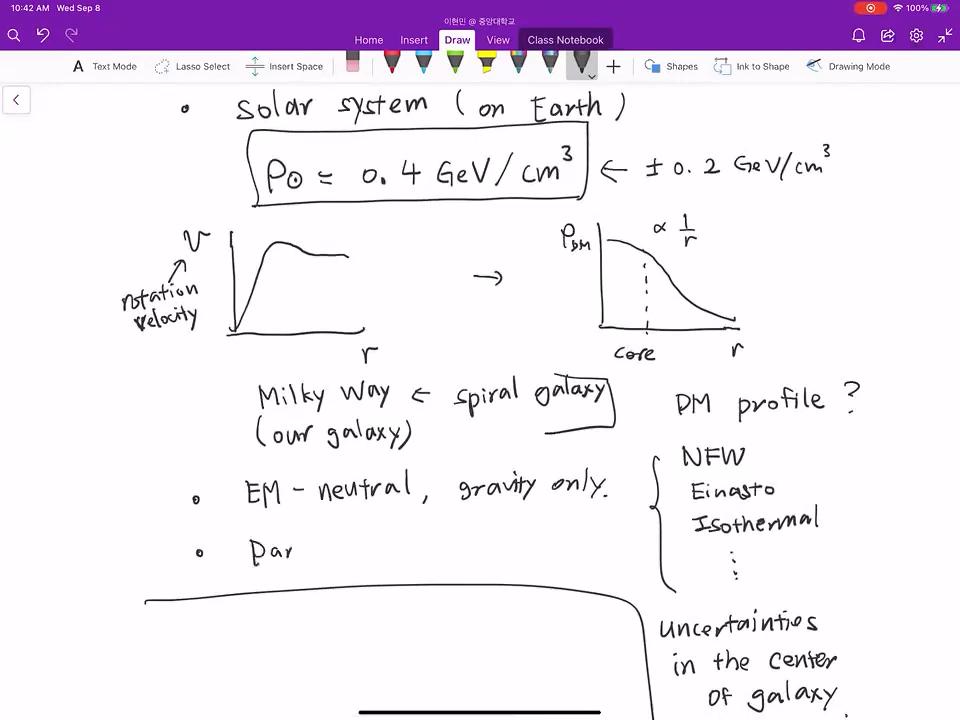 10:42 AM Wed Sep 8
100%
이현민 @ 중앙대학교
Home Insert Draw View Class Notebook
Text Mode Lasso Select Insert Space Shapes Ink to Shape Drawing Mode
• Solar system (on Earth)
ρ⊙ = 0.4 GeV/cm³ ← ±0.2 GeV/cm³
v
rotation velocity
r
→
ρDM
∝ 1/r
core
r
Milky Way ← spiral galaxy
(our galaxy)
DM profile?
NFW
Einasto
Isothermal
⋮
• EM-neutral, gravity only.
• Par
Uncertainties
in the center
of galaxy.